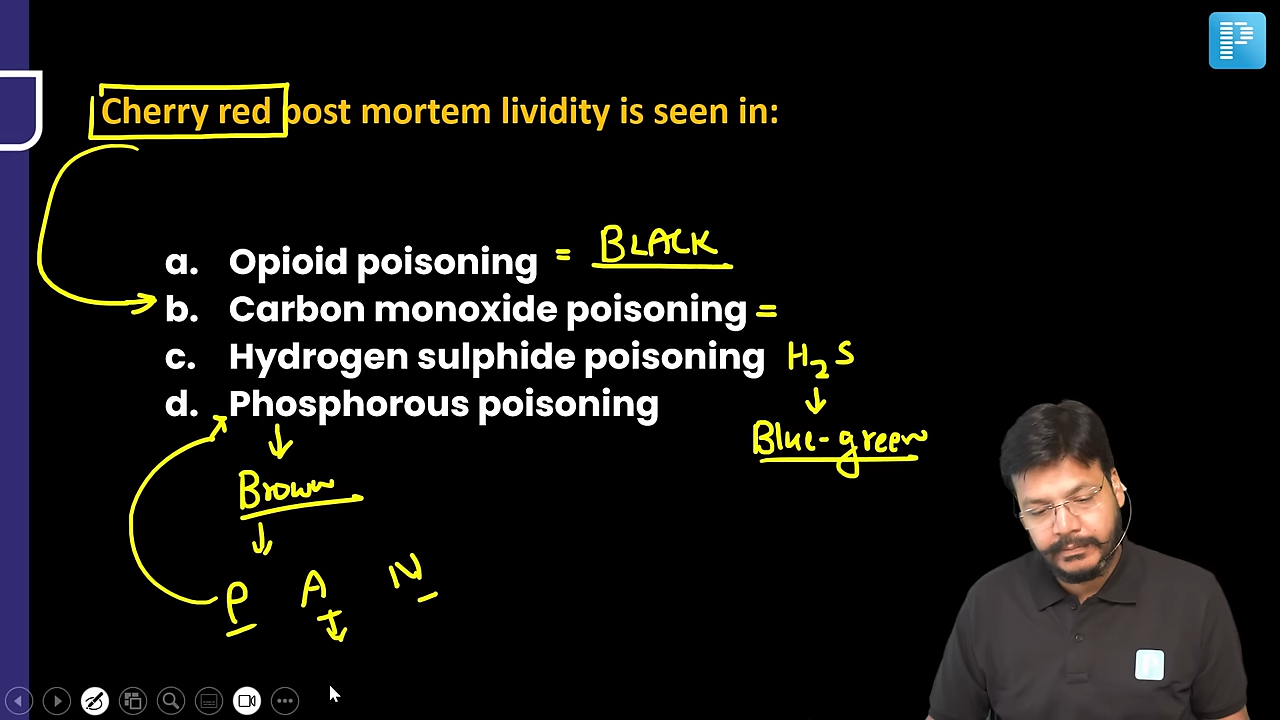 Cherry red post mortem lividity is seen in:
a. Opioid poisoning = BLACK
b. Carbon monoxide poisoning =
c. Hydrogen sulphide poisoning H₂S
d. Phosphorous poisoning
Blue-green
Brown
P A N